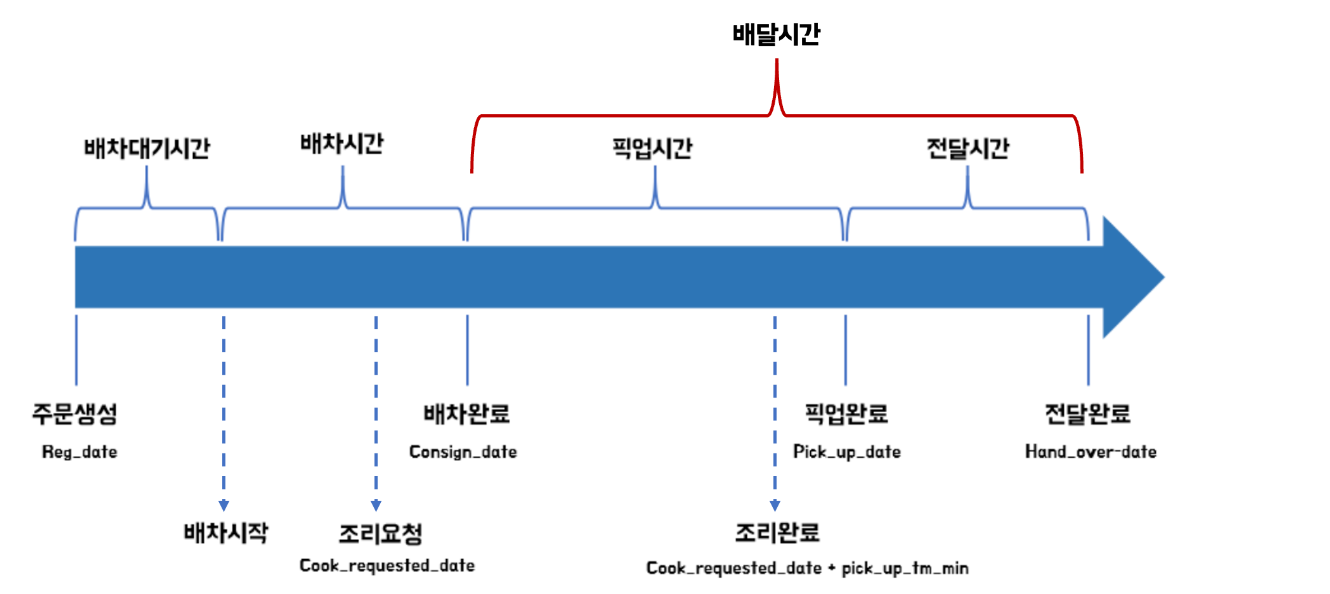 배달시간
배차대기시간
배차시간
픽업시간
전달시간
주문생성
Reg_date
배차완료
Consign_date
픽업완료
Pick_up_date
전달완료
Hand_over-date
배차시작
조리요청
Cook_requested_date
조리완료
Cook_requested_date + pick_up_tm_min